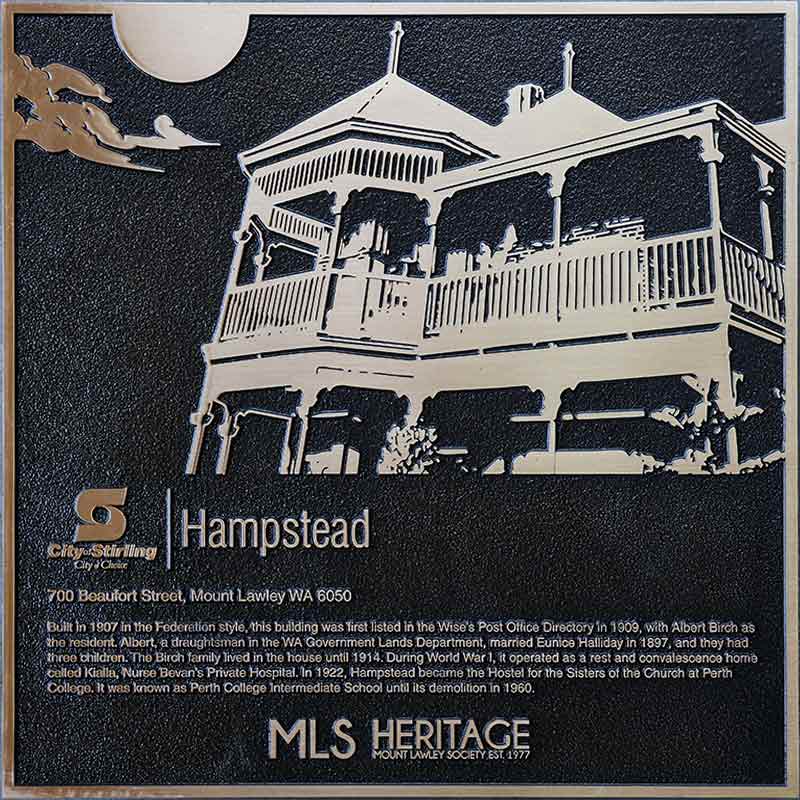 City of Stirling
City of Choice
Hampstead
700 Beaufort Street, Mount Lawley WA 6050
Built in 1907 in the Federation style, this building was first listed in the Wise's Post Office Directory in 1909, with Albert Birch as
the resident. Albert, a draughtsman in the WA Government Lands Department, married Eunice Halliday in 1897, and they had
three children. The Birch family lived in the house until 1914. During World War I, it operated as a rest and convalescence home
called Kialla, Nurse Bevan's Private Hospital. In 1922, Hampstead became the Hostel for the Sisters of the Church at Perth
College. It was known as Perth College Intermediate School until its demolition in 1960.
MLS HERITAGE
MOUNT LAWLEY SOCIETY EST. 1977